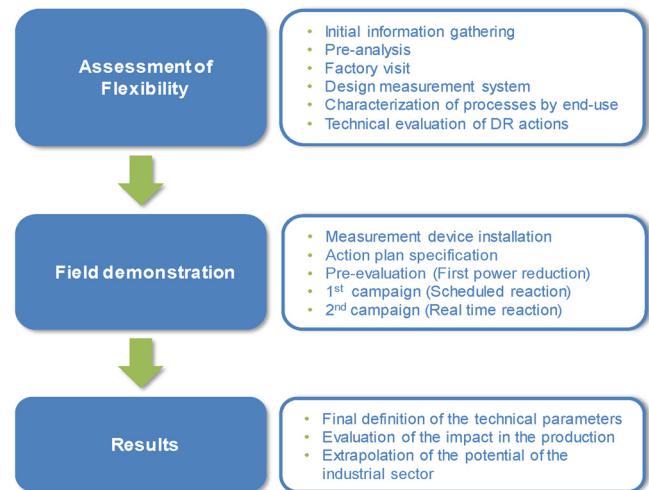 Assessment of
Flexibility
• Initial information gathering
• Pre-analysis
• Factory visit
• Design measurement system
• Characterization of processes by end-use
• Technical evaluation of DR actions
Field demonstration
• Measurement device installation
• Action plan specification
• Pre-evaluation (First power reduction)
• 1st campaign (Scheduled reaction)
• 2nd campaign (Real time reaction)
Results
• Final definition of the technical parameters
• Evaluation of the impact in the production
• Extrapolation of the potential of the
industrial sector